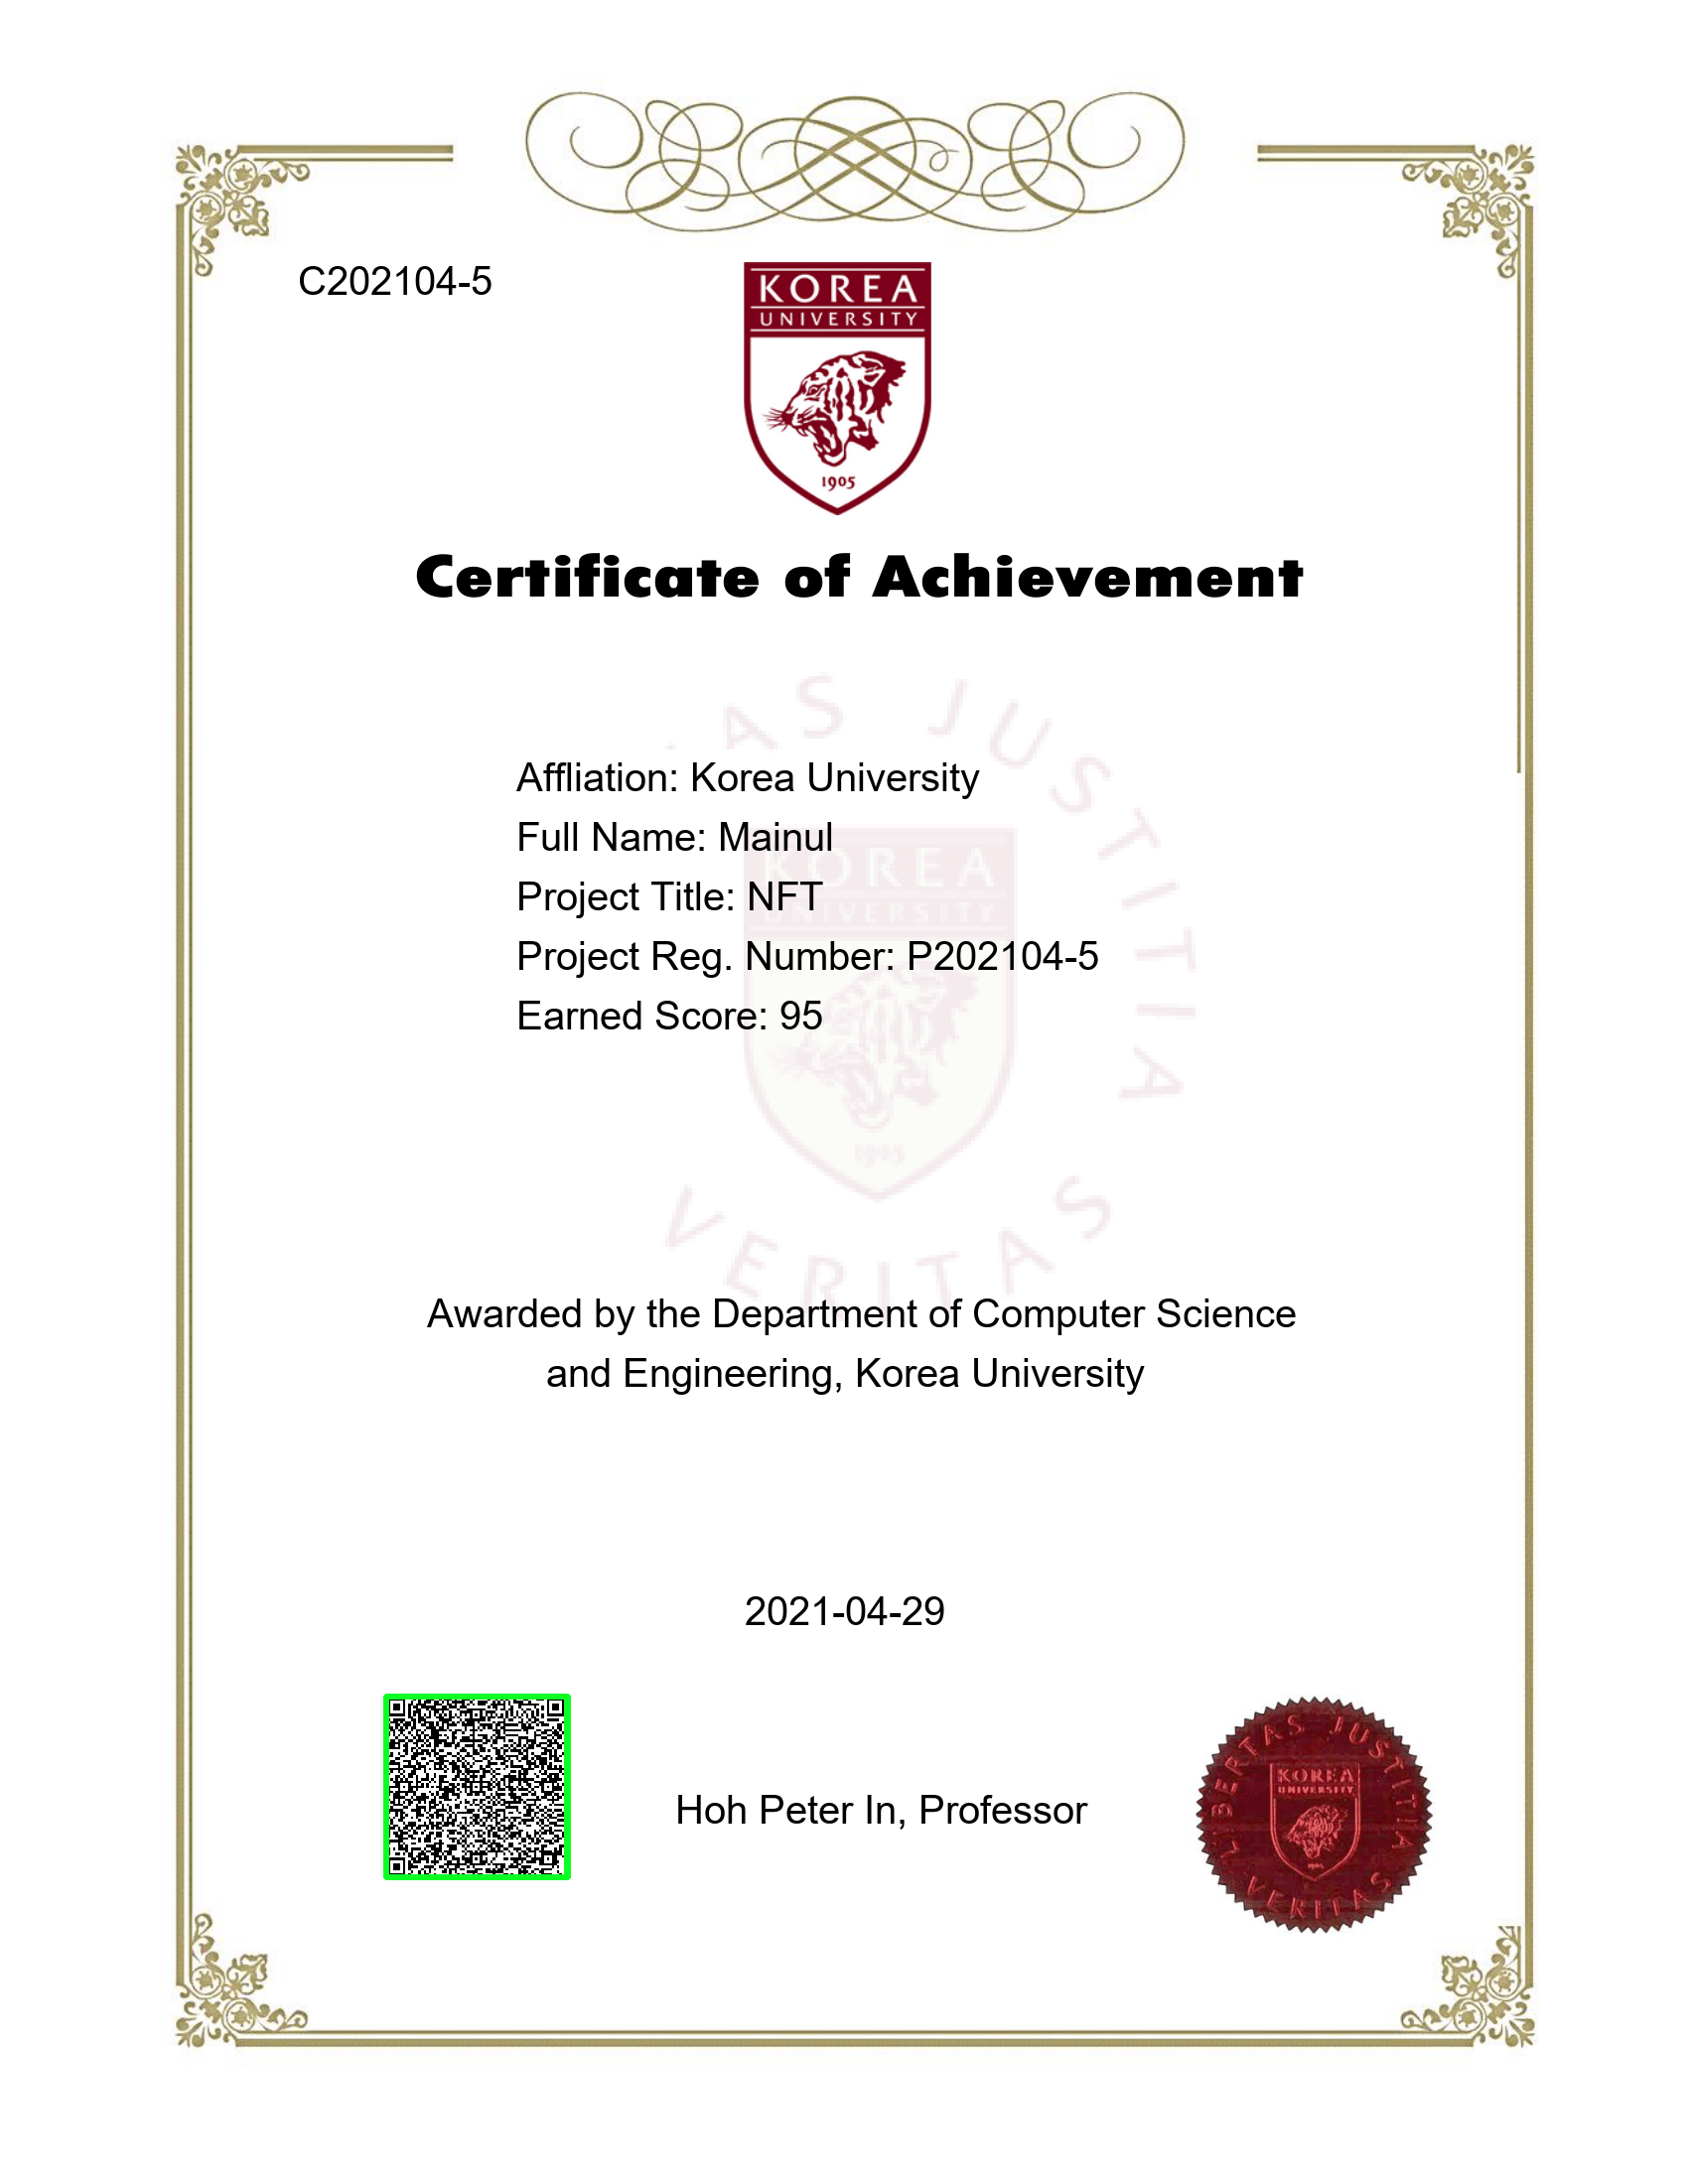 C202104-5
KOREA
UNIVERSITY
1905
Certificate of Achievement
AS JUSTITIA
Affliation: Korea University
Full Name: Mainul
KOREA
Project Title: NFT
UNIVERSITY
Project Reg. Number: P202104-5
Earned Score: 95
1905
VERITAS
Awarded by the Department of Computer Science
and Engineering, Korea University
2021-04-29
Hoh Peter In, Professor
LIBERTAS JUSTITIA
KOREA
UNIVERSITY
1905
VERITAS